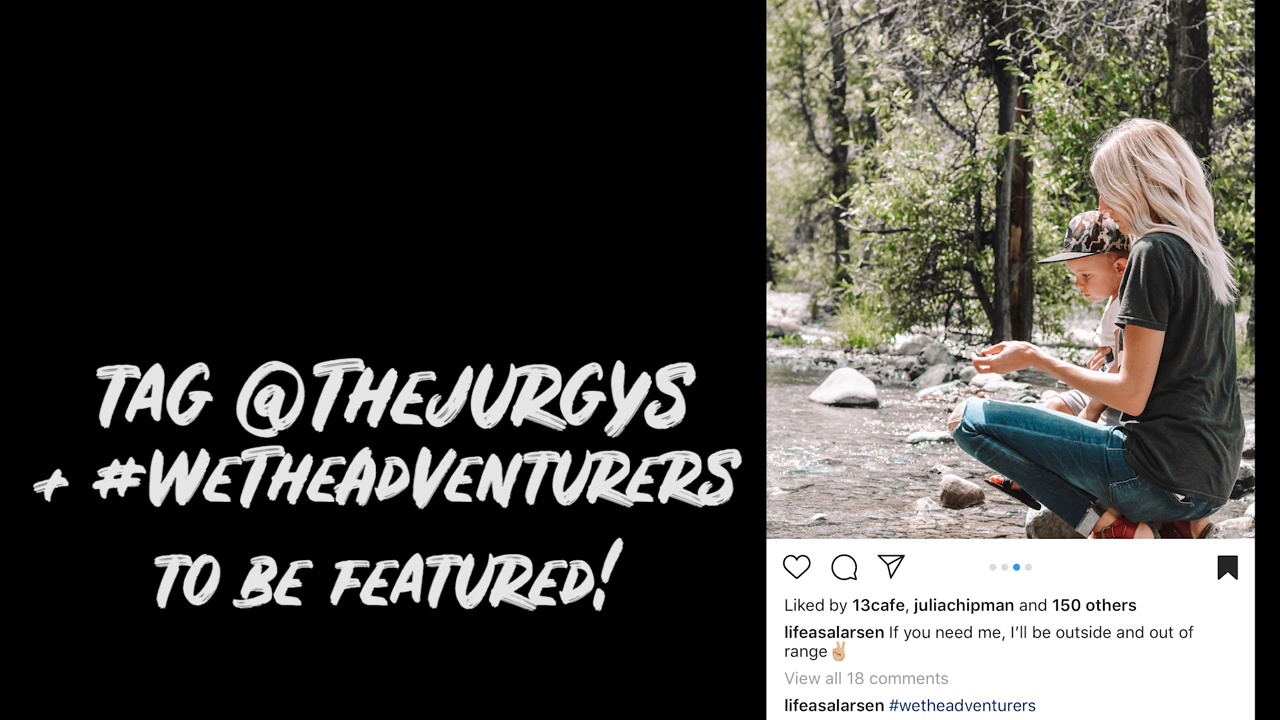 TAG @THEJURGYS
+ #WETHEADVENTURERS
TO BE FEATURED!
Liked by 13cafe, juliachipman and 150 others
lifeasalarsen If you need me, I’ll be outside and out of
range✌🏼
View all 18 comments
lifeasalarsen #wetheadventurers